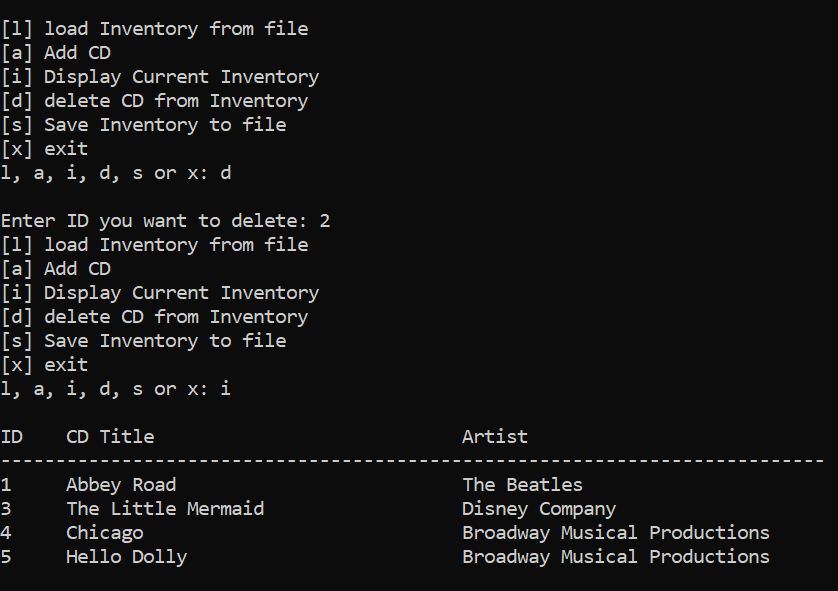 [l] load Inventory from file
[a] Add CD
[i] Display Current Inventory
[d] delete CD from Inventory
[s] Save Inventory to file
[x] exit
l, a, i, d, s or x: d

Enter ID you want to delete: 2
[l] load Inventory from file
[a] Add CD
[i] Display Current Inventory
[d] delete CD from Inventory
[s] Save Inventory to file
[x] exit
l, a, i, d, s or x: i

ID    CD Title                            Artist
---------------------------------------------------------------------------
1     Abbey Road                          The Beatles
3     The Little Mermaid                  Disney Company
4     Chicago                             Broadway Musical Productions
5     Hello Dolly                         Broadway Musical Productions